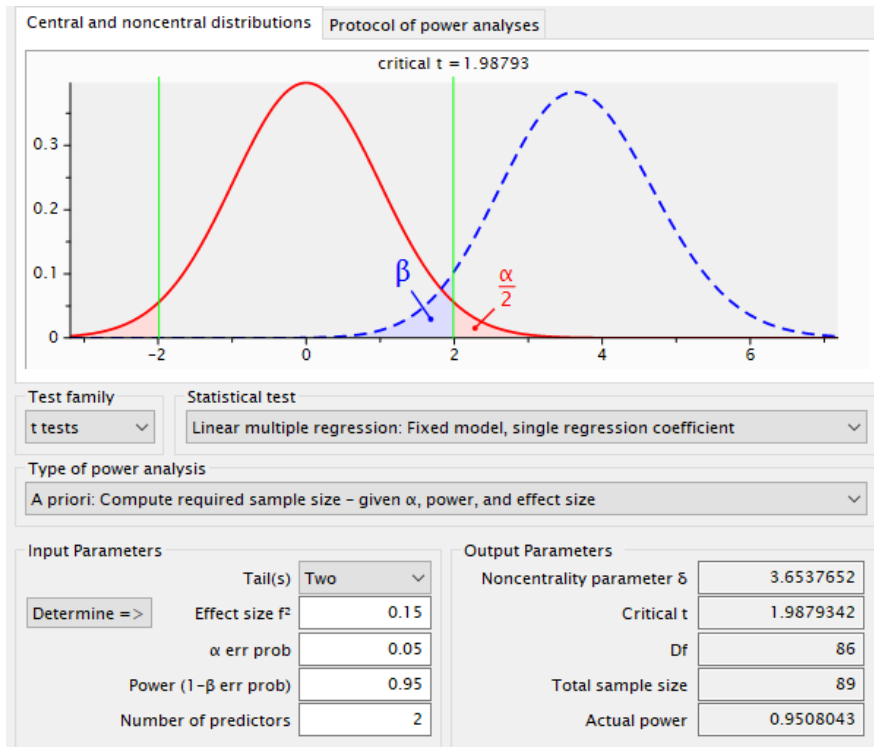 Central and noncentral distributions
Protocol of power analyses
critical t = 1.98793
0.3
0.2
0.1
0
β
α
2
-2
0
2
4
6
Test family
Statistical test
t tests
Linear multiple regression: Fixed model, single regression coefficient
Type of power analysis
A priori: Compute required sample size – given α, power, and effect size
Input Parameters
Tail(s) Two
Determine => Effect size f² 0.15
α err prob 0.05
Power (1-β err prob) 0.95
Number of predictors 2
Output Parameters
Noncentrality parameter δ 3.6537652
Critical t 1.9879342
Df 86
Total sample size 89
Actual power 0.9508043